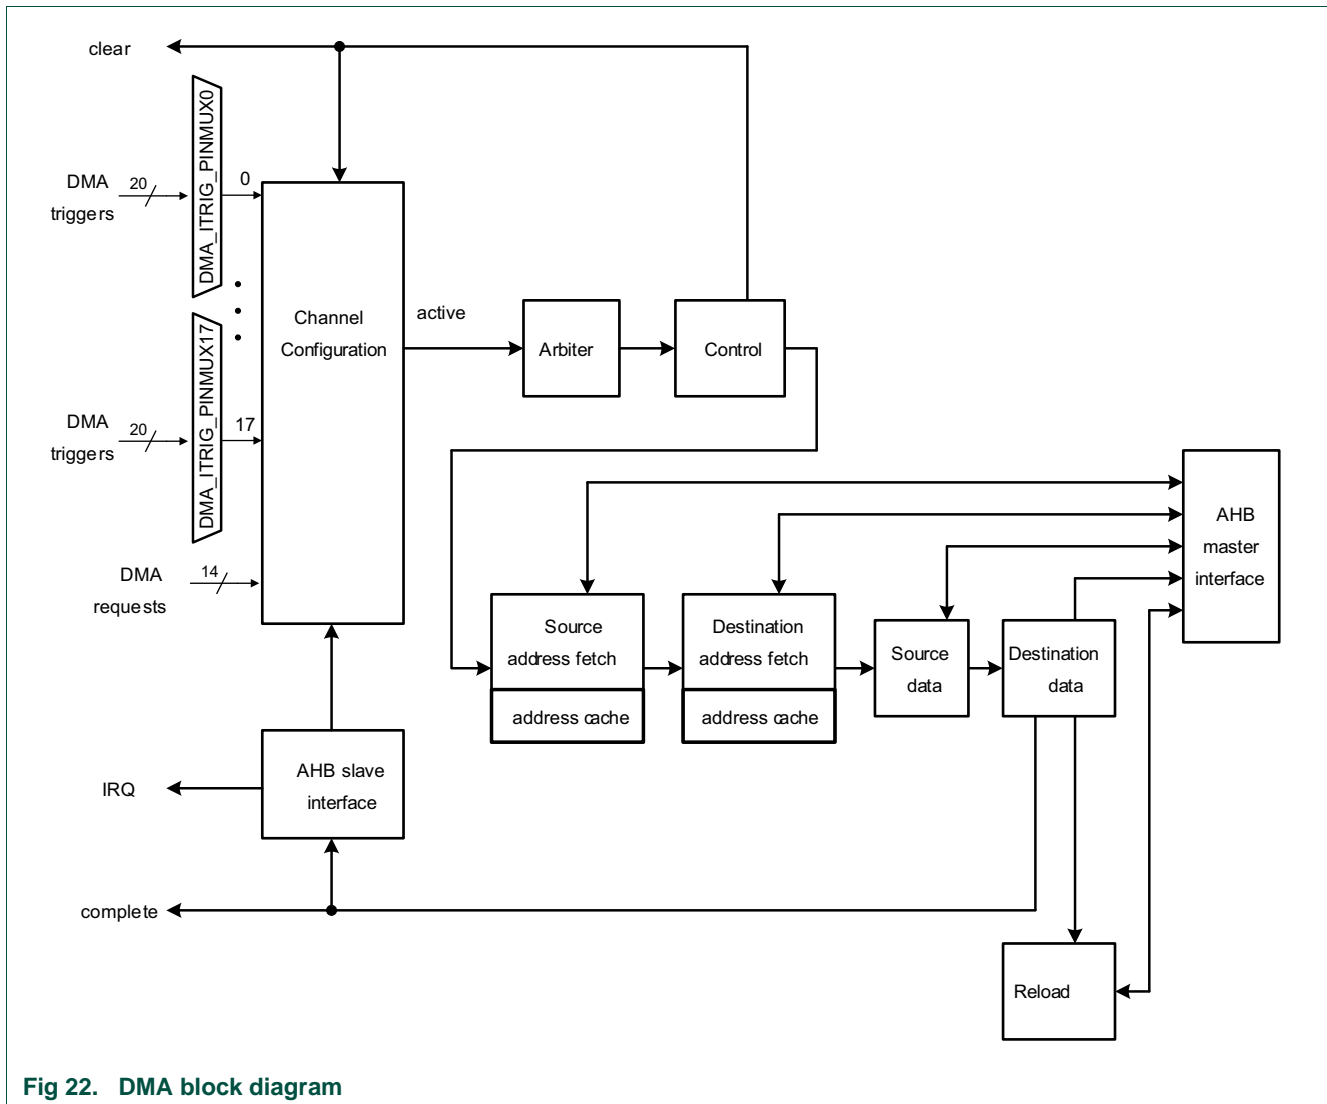 clear
DMA_ITRIG_PINMUX0
DMA
triggers
20
0
Channel
Configuration
active
Arbiter
Control
DMA_ITRIG_PINMUX17
DMA
triggers
20
17
DMA
requests
14
AHB
master
interface
Source
address fetch
address cache
Destination
address fetch
address cache
Source
data
Destination
data
AHB slave
interface
IRQ
complete
Reload
Fig 22. DMA block diagram